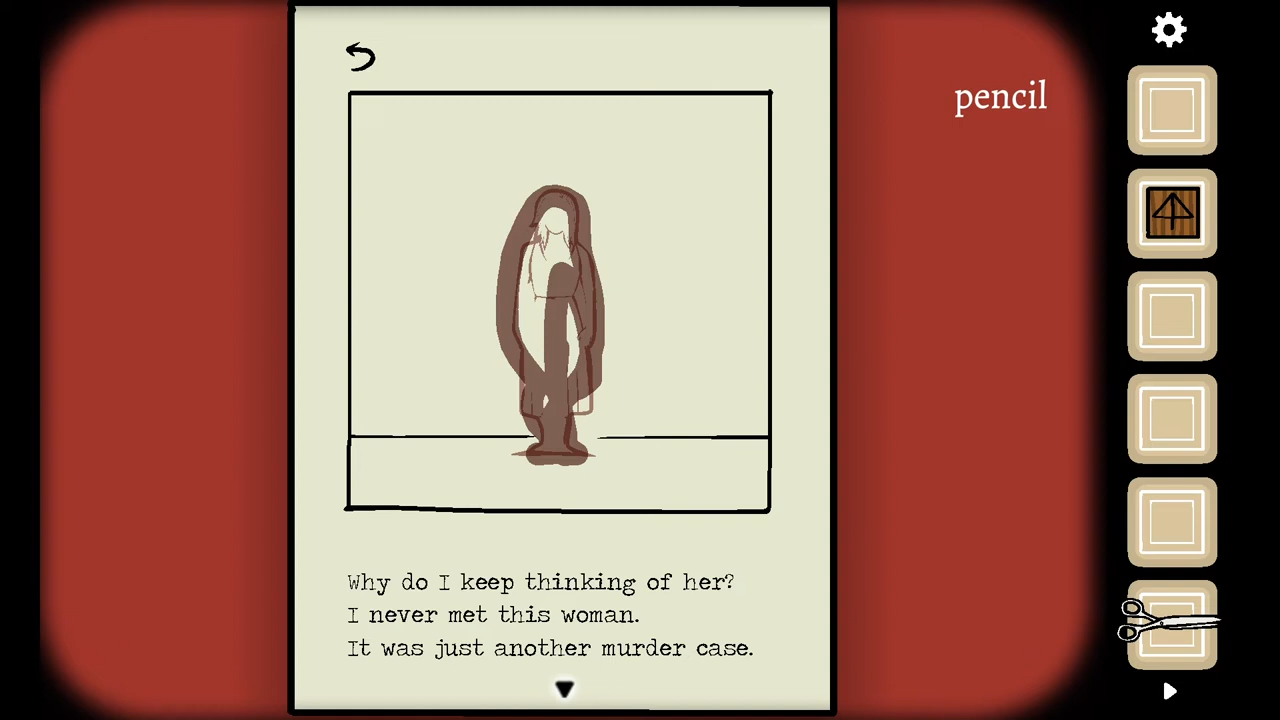 pencil
Why do I keep thinking of her?
I never met this woman.
It was just another murder case.